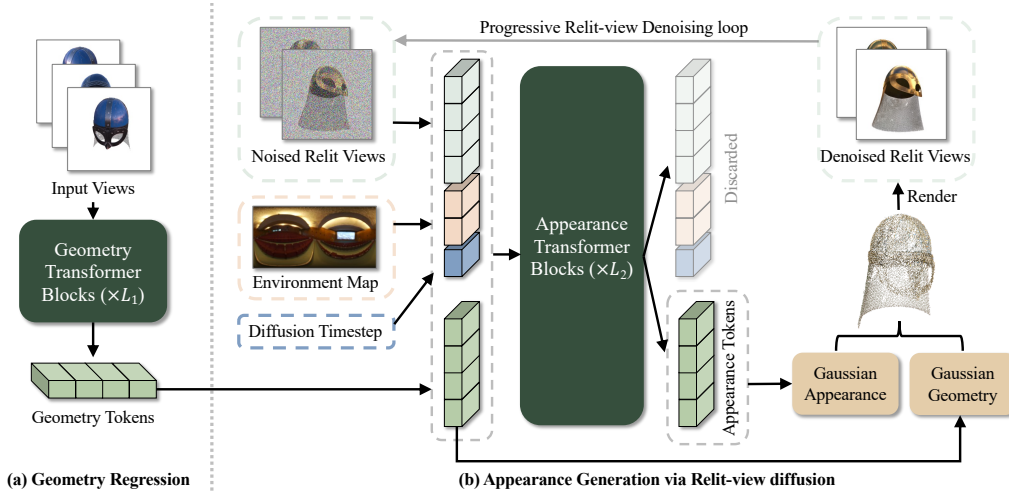 Input Views
Geometry
Transformer
Blocks (×L₁)
Geometry Tokens
(a) Geometry Regression
Progressive Relit-view Denoising loop
Noised Relit Views
Environment Map
Diffusion Timestep
Appearance
Transformer
Blocks (×L₂)
Discarded
Appearance Tokens
Denoised Relit Views
Render
Gaussian
Appearance
Gaussian
Geometry
(b) Appearance Generation via Relit-view diffusion